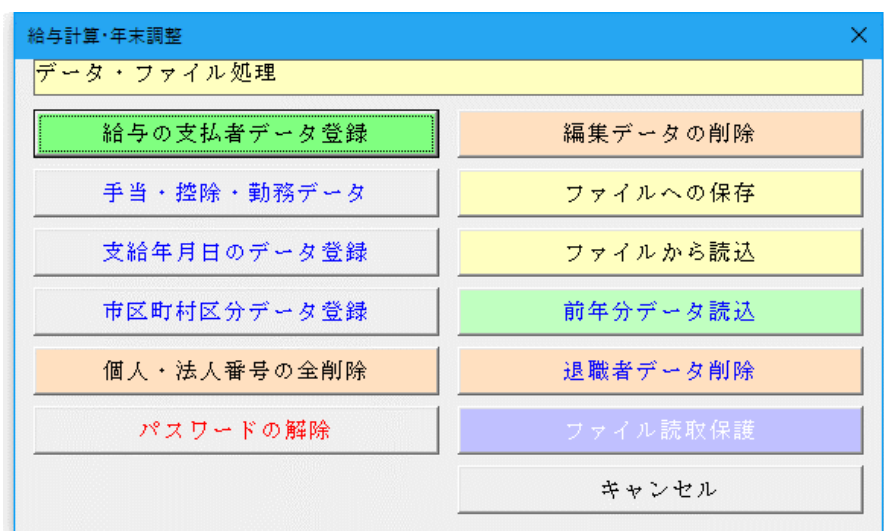 給与計算・年末調整
データ・ファイル処理
給与の支払者データ登録
編集データの削除
手当・控除・勤務データ
ファイルへの保存
支給年月日のデータ登録
ファイルから読込
市区町村区分データ登録
前年分データ読込
個人・法人番号の全削除
退職者データ削除
パスワードの解除
ファイル読取保護
キャンセル